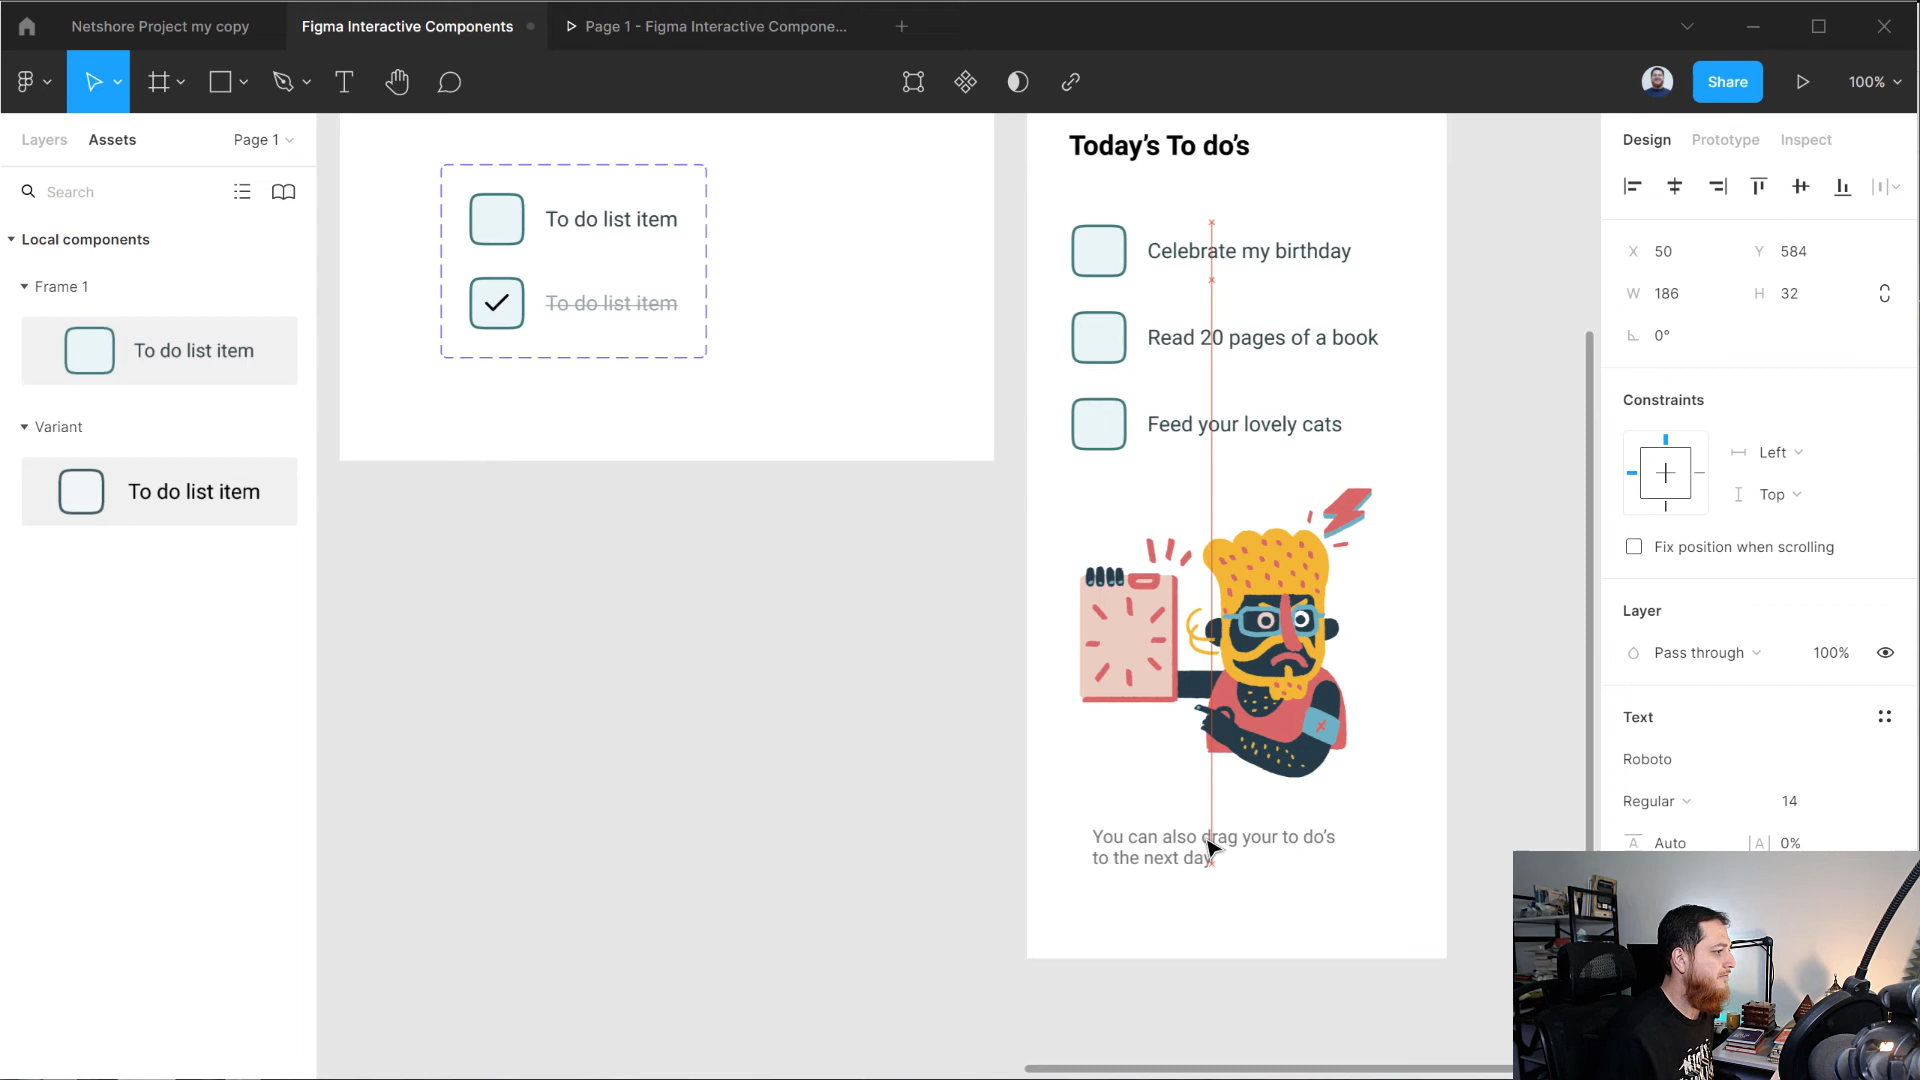 Netshore Project my copy
Figma Interactive Components
Page 1 - Figma Interactive Compone...
Share
100%
Layers
Assets
Page 1
Search
Local components
Frame 1
To do list item
Variant
To do list item
To do list item
To do list item
Today's To do's
Celebrate my birthday
Read 20 pages of a book
Feed your lovely cats
You can also drag your to do's
to the next day
Design
Prototype
Inspect
X 50
Y 584
W 186
H 32
0°
Constraints
Left
Top
Fix position when scrolling
Layer
Pass through
100%
Text
Roboto
Regular
14
A Auto
|A| 0%